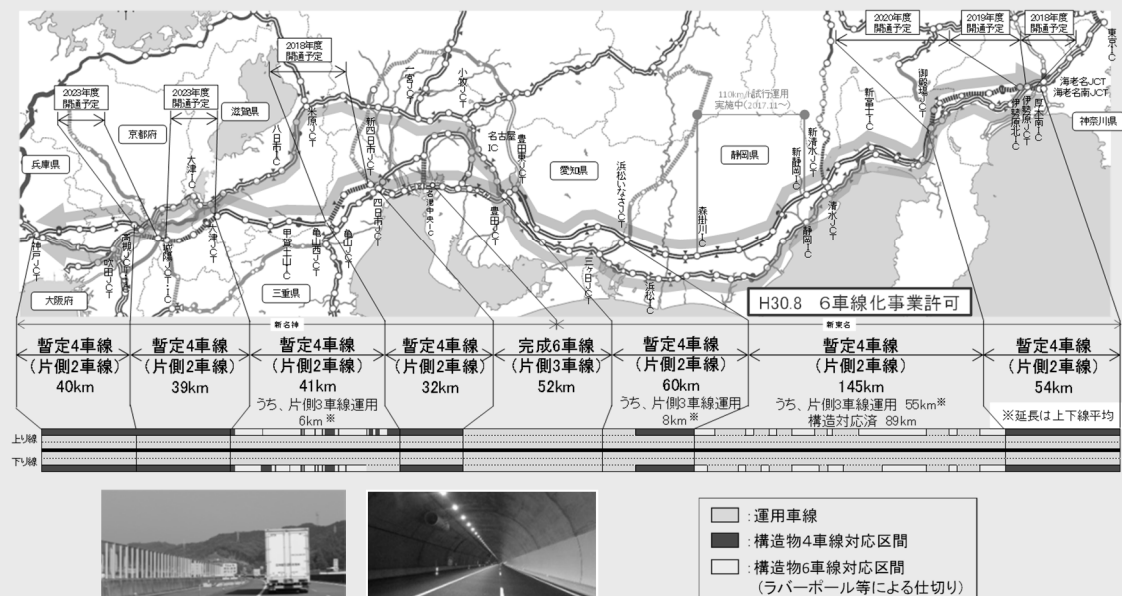 2020年度
開通予定
2019年度
開通予定
2018年度
開通予定
2018年度
開通予定
2023年度
開通予定
2023年度
開通予定
110km/h試行運用
実施中(2017.11～)
東京IC
海老名JCT
海老名南JCT
厚木南IC
伊勢原JCT
伊勢原北IC
御殿場JCT
神奈川県
新富士IC
新清水JCT
清水JCT
新静岡IC
静岡IC
静岡県
森掛川IC
浜松いなさJCT
浜松IC
三ヶ日JCT
愛知県
豊田東JCT
豊田JCT
名古屋
IC
小牧JCT
一宮JCT
名港中央IC
新四日市JCT
四日市JCT
米原JCT
八日市IC
亀山JCT
亀山西JCT
甲賀土山IC
三重県
滋賀県
大津IC
大津JCT
京都府
城陽JCT・IC
高槻JCT・IC
吹田JCT
神戸JCT
兵庫県
大阪府
H30.8 6車線化事業許可
新名神
新東名
暫定4車線
(片側2車線)
40km
暫定4車線
(片側2車線)
39km
暫定4車線
(片側2車線)
41km
うち、片側3車線運用
6km※
暫定4車線
(片側2車線)
32km
完成6車線
(片側3車線)
52km
暫定4車線
(片側2車線)
60km
うち、片側3車線運用
8km※
暫定4車線
(片側2車線)
145km
うち、片側3車線運用 55km※
構造対応済 89km
暫定4車線
(片側2車線)
54km
※延長は上下線平均
上り線
下り線
:運用車線
:構造物4車線対応区間
:構造物6車線対応区間
(ラバーポール等による仕切り)